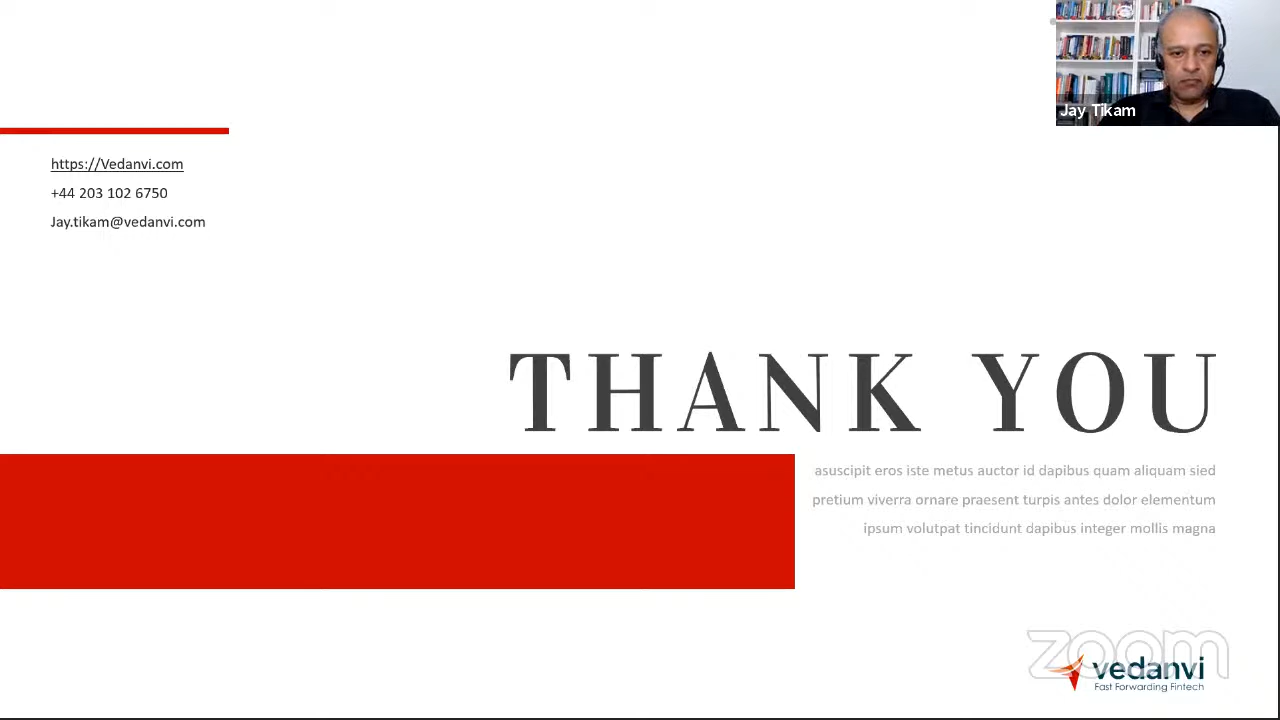 Jay Tikam
https://Vedanvi.com
+44 203 102 6750
Jay.tikam@vedanvi.com
THANK YOU
asuscipit eros iste metus auctor id dapibus quam aliquam sied
pretium viverra ornare praesent turpis antes dolor elementum
ipsum volutpat tincidunt dapibus integer mollis magna
zoom
vedanvi
Fast Forwarding Fintech